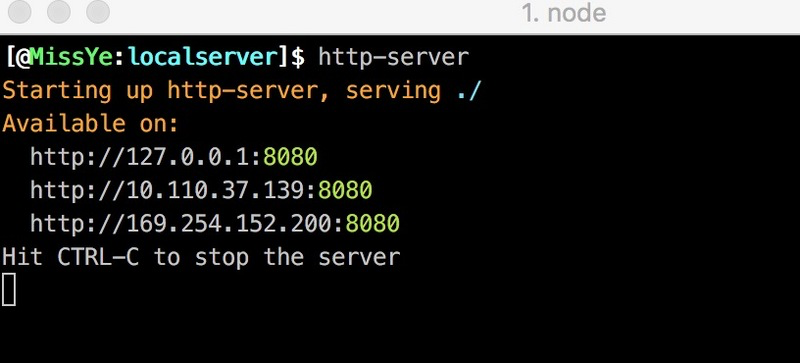 1. node
[@MissYe:localserver]$ http-server
Starting up http-server, serving ./
Available on:
  http://127.0.0.1:8080
  http://10.110.37.139:8080
  http://169.254.152.200:8080
Hit CTRL-C to stop the server